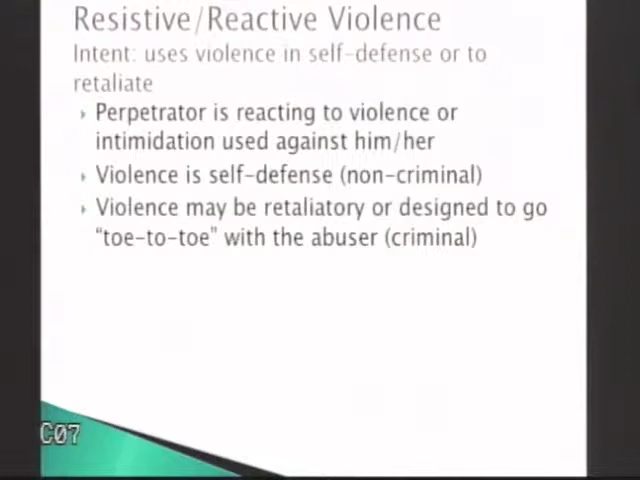 Resistive/Reactive Violence
Intent: uses violence in self-defense or to
retaliate
Perpetrator is reacting to violence or
intimidation used against him/her
Violence is self-defense (non-criminal)
Violence may be retaliatory or designed to go
“toe-to-toe” with the abuser (criminal)
C07